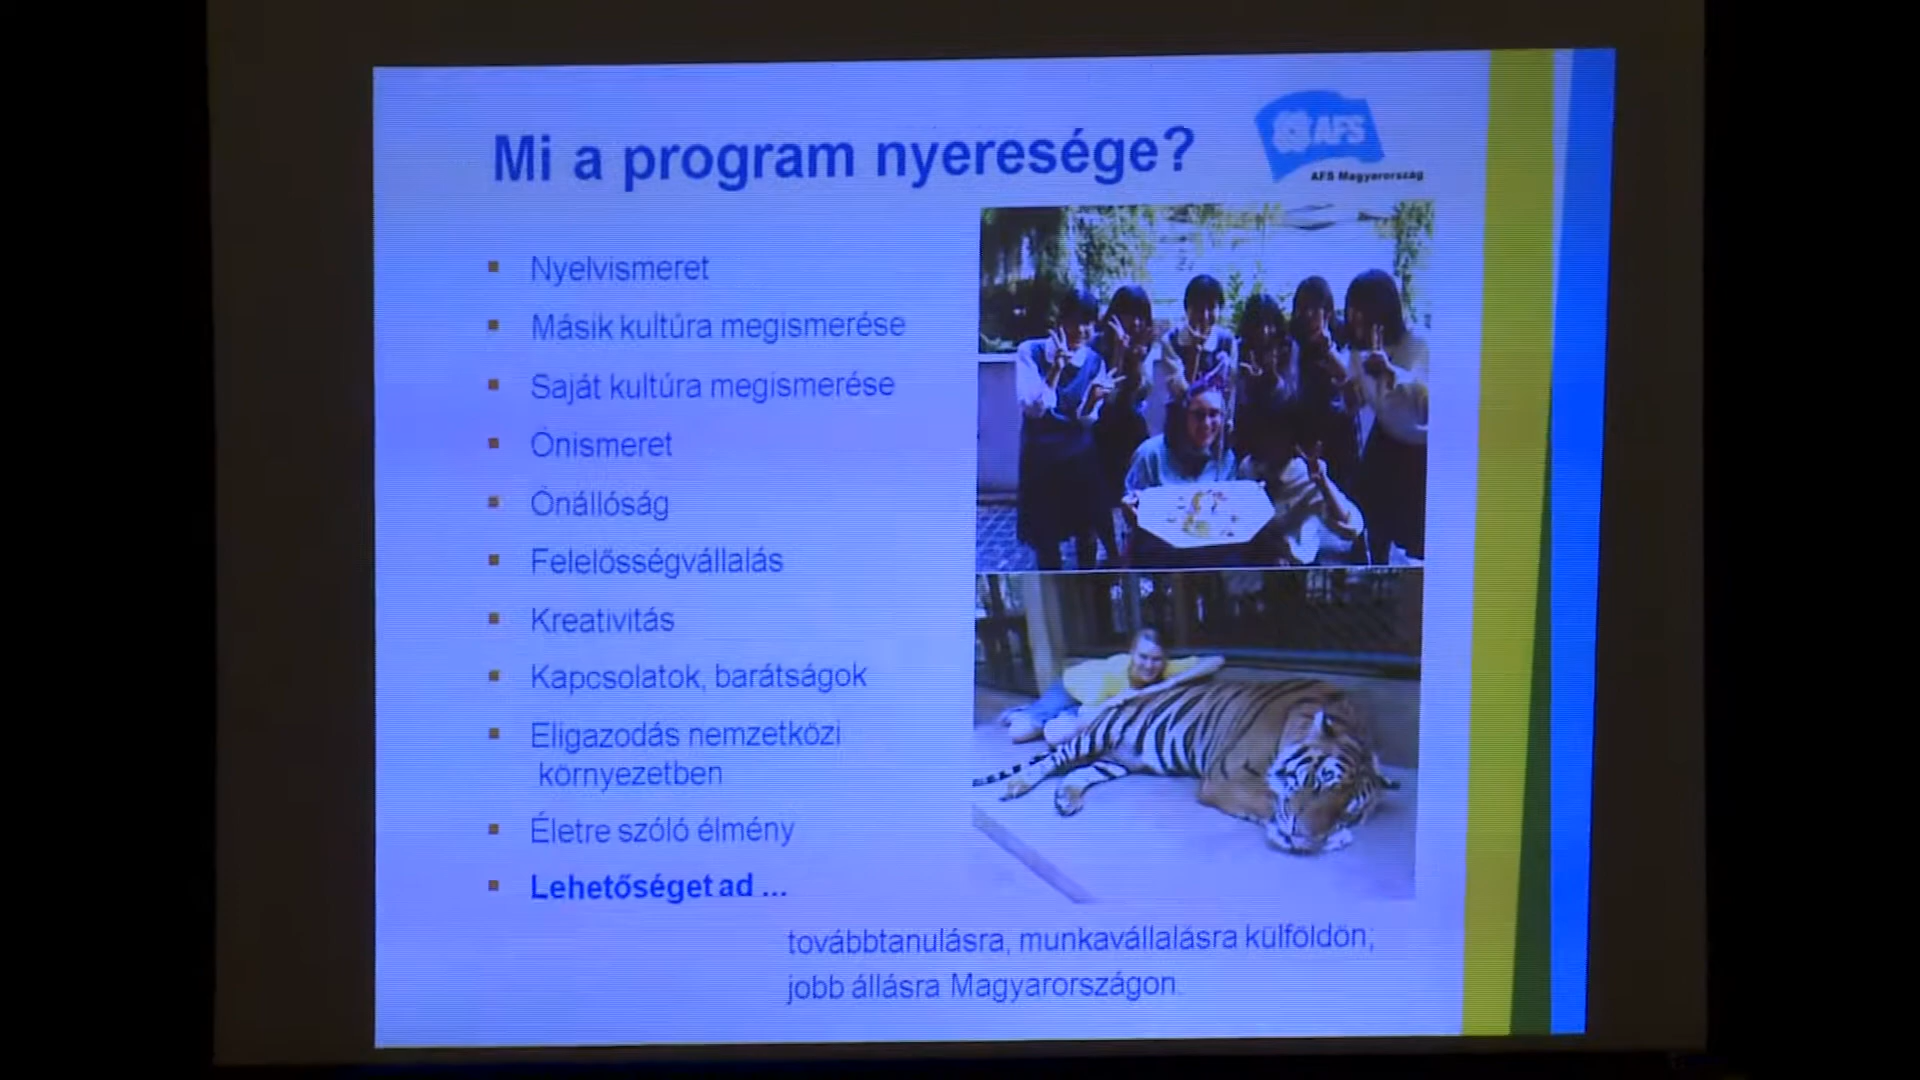 Mi a program nyeresége?
AFS
AFS Magyarország
Nyelvismeret
Másik kultúra megismerése
Saját kultúra megismerése
Önismeret
Önállóság
Felelősségvállalás
Kreativitás
Kapcsolatok, barátságok
Eligazodás nemzetközi
környezetben
Életre szóló élmény
Lehetőséget ad ...
továbbtanulásra, munkavállalásra külföldön;
jobb állásra Magyarországon.